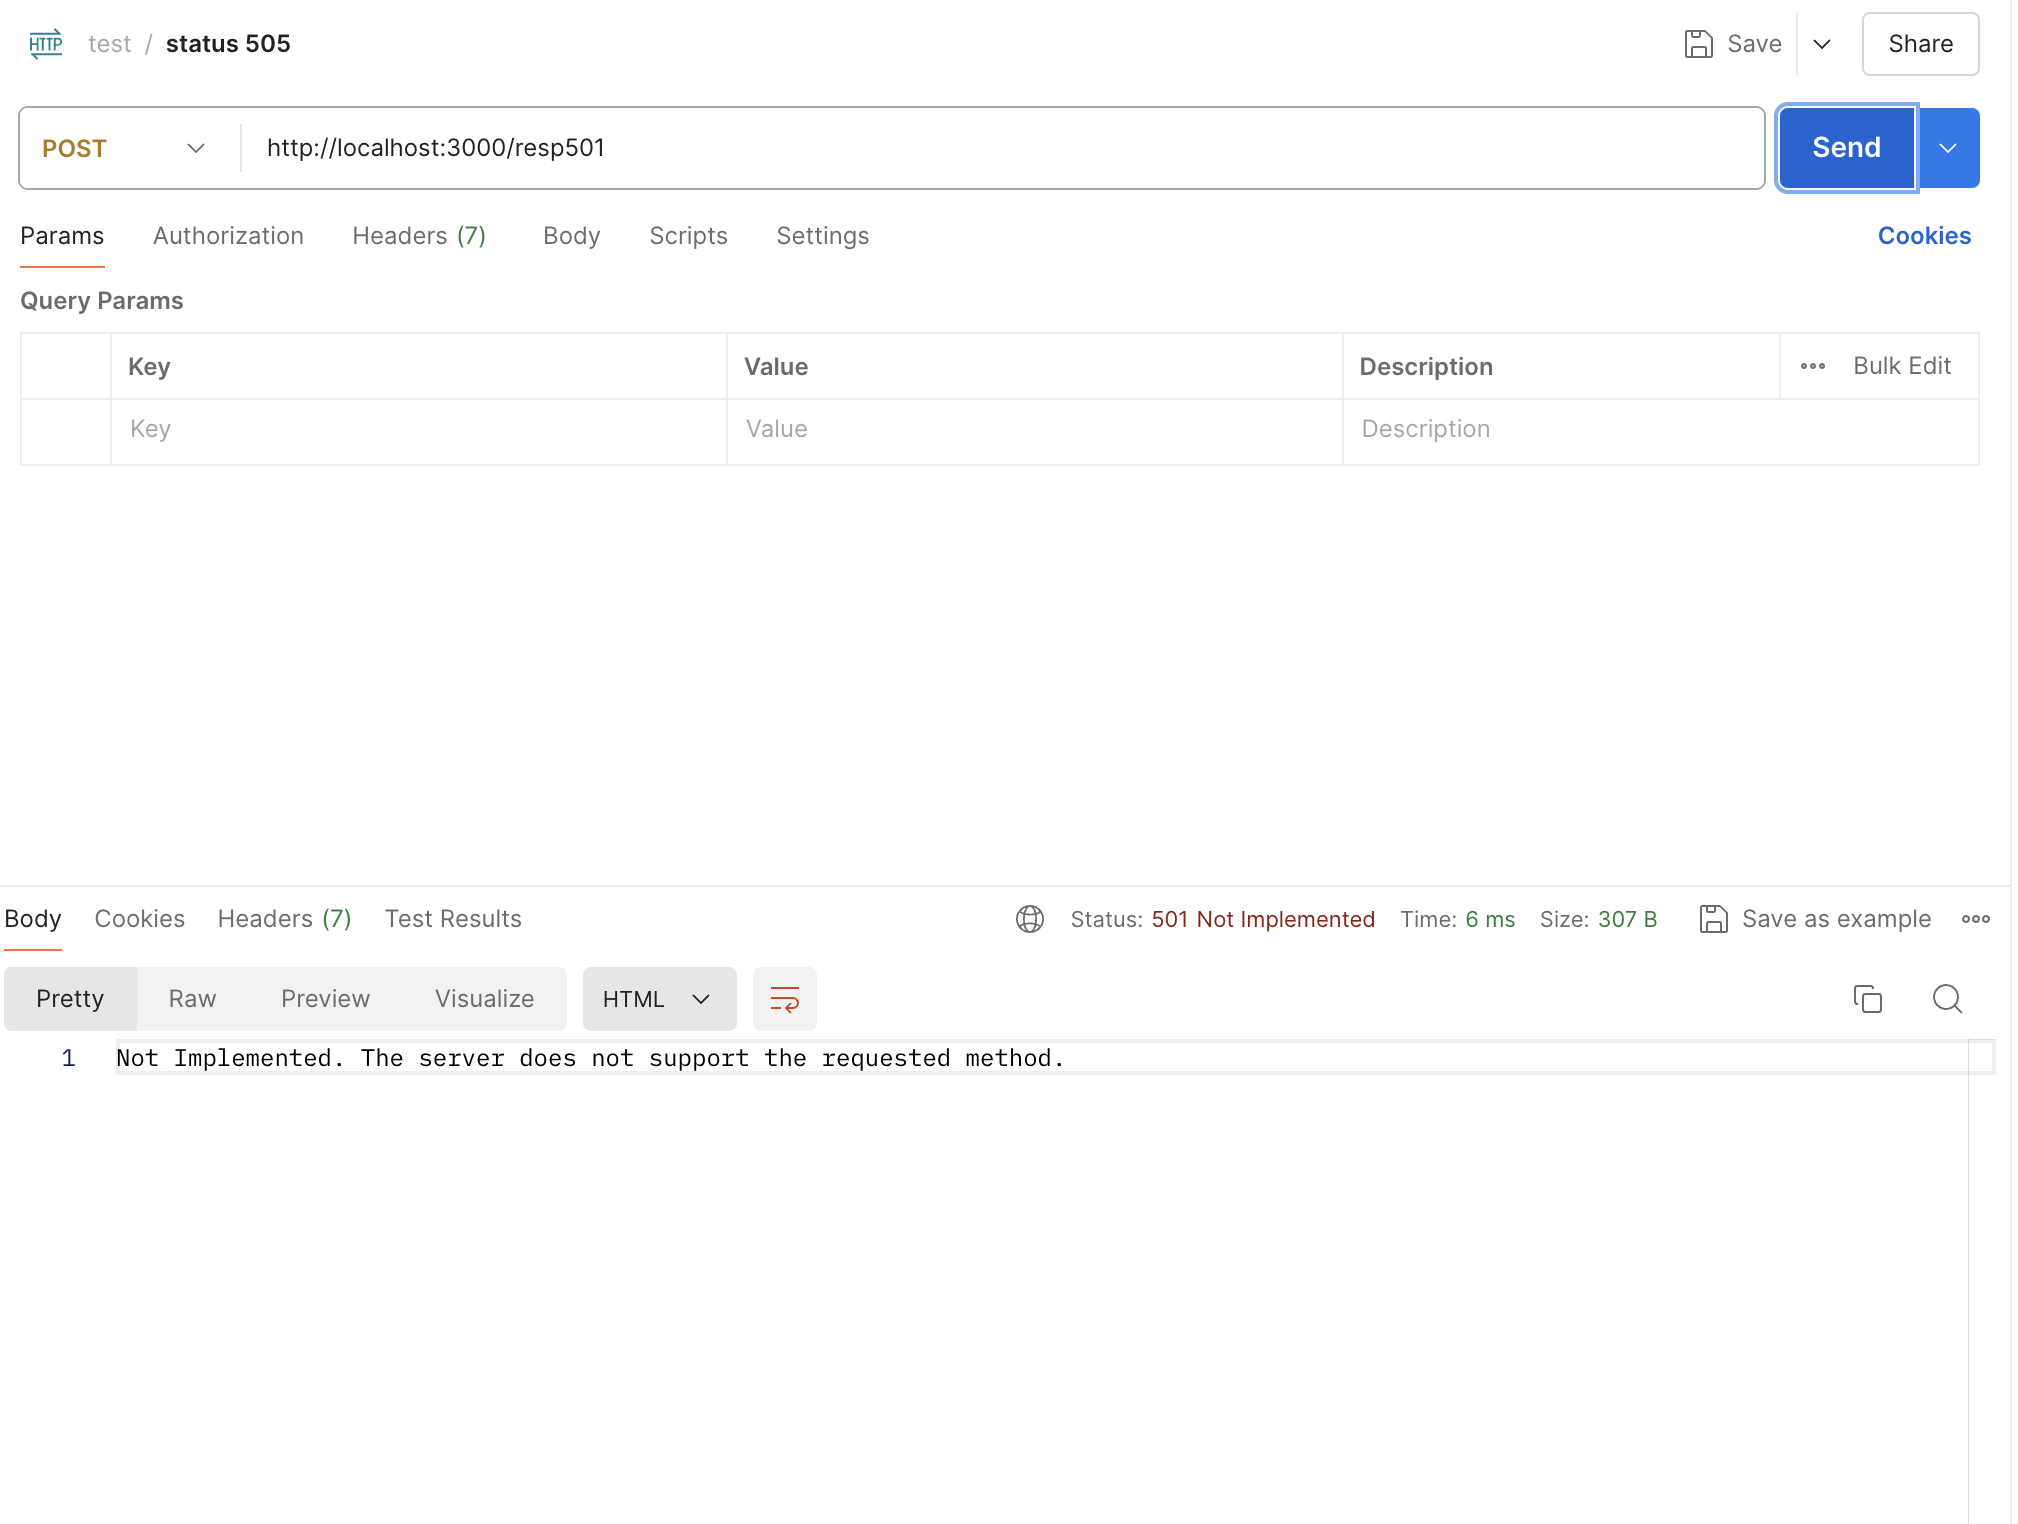 HTTP test / status 505 Save Share
POST http://localhost:3000/resp501 Send
Params Authorization Headers (7) Body Scripts Settings Cookies
Query Params
Key Value Description Bulk Edit
Key Value Description
Body Cookies Headers (7) Test Results Status: 501 Not Implemented Time: 6 ms Size: 307 B Save as example
Pretty Raw Preview Visualize HTML
1 Not Implemented. The server does not support the requested method.